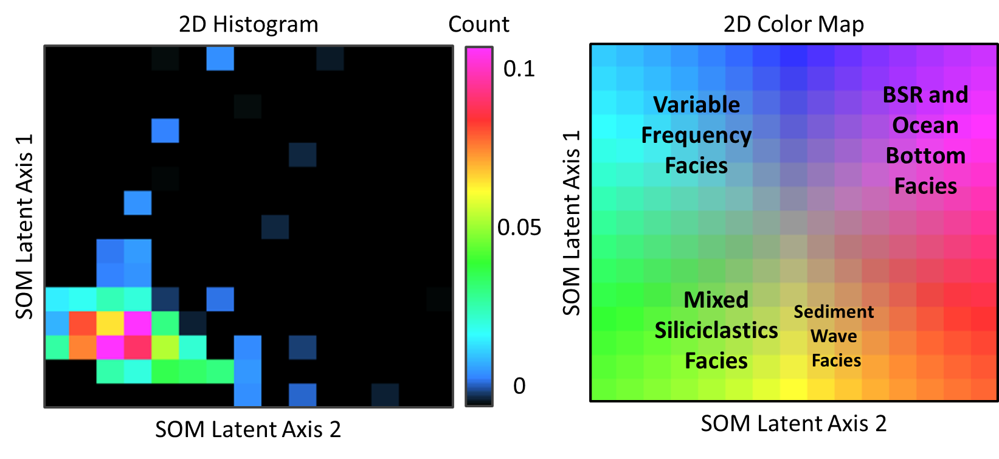 2D Histogram
Count
0.1
0.05
0
SOM Latent Axis 1
SOM Latent Axis 2
2D Color Map
Variable
Frequency
Facies
BSR and
Ocean
Bottom
Facies
Mixed
Siliciclastics
Facies
Sediment
Wave
Facies
SOM Latent Axis 1
SOM Latent Axis 2